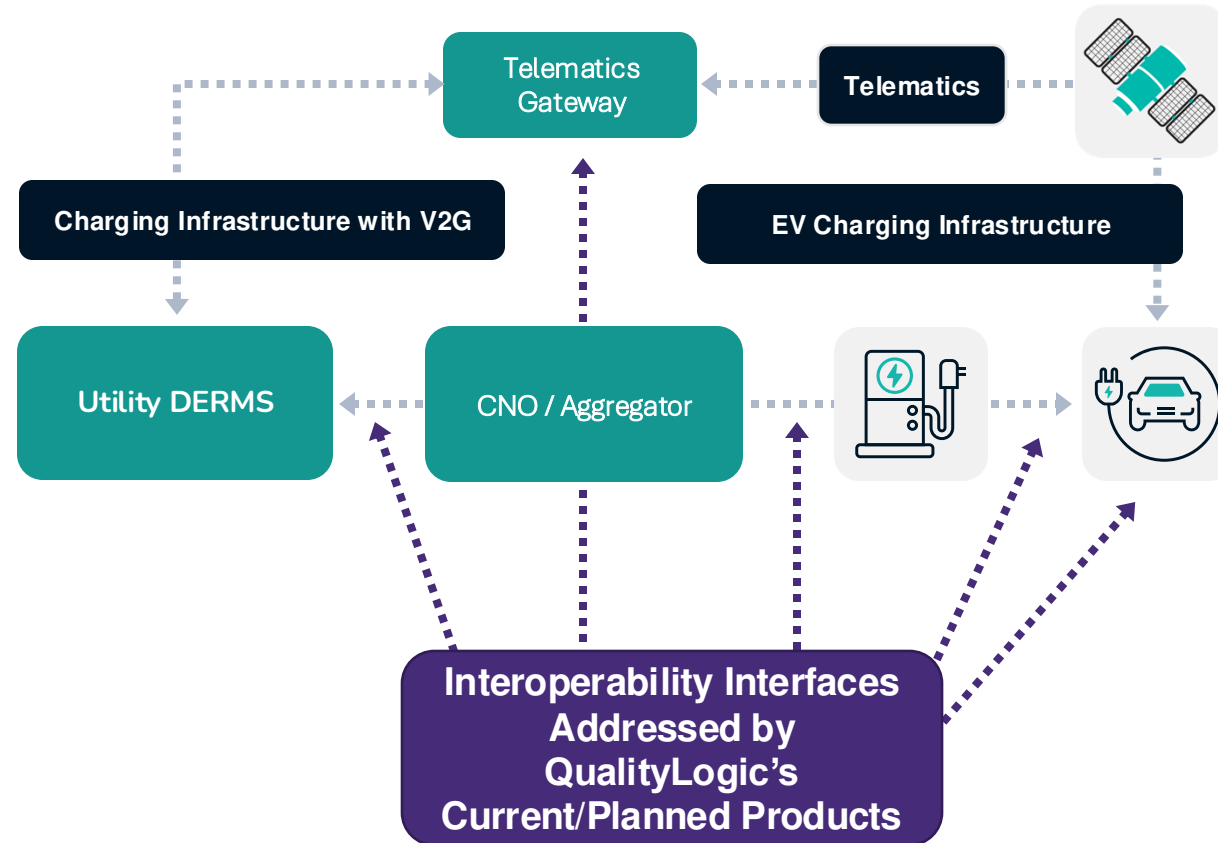 Telematics
Gateway
Telematics
Charging Infrastructure with V2G
EV Charging Infrastructure
Utility DERMS
CNO / Aggregator
Interoperability Interfaces
Addressed by
QualityLogic’s
Current/Planned Products